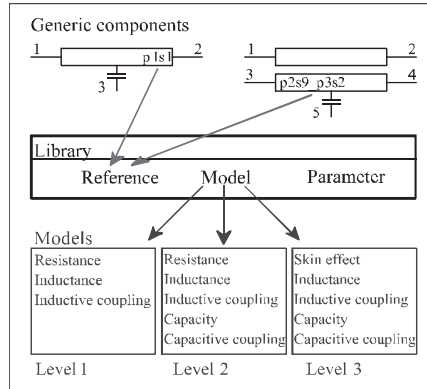 Generic components
1 p1s1 2 1 2
3 p2s9 p3s2 4
3 5
Library
Reference Model Parameter
Models
Resistance
Inductance
Inductive coupling
Level 1
Resistance
Inductance
Inductive coupling
Capacity
Capacitive coupling
Level 2
Skin effect
Inductance
Inductive coupling
Capacity
Capacitive coupling
Level 3